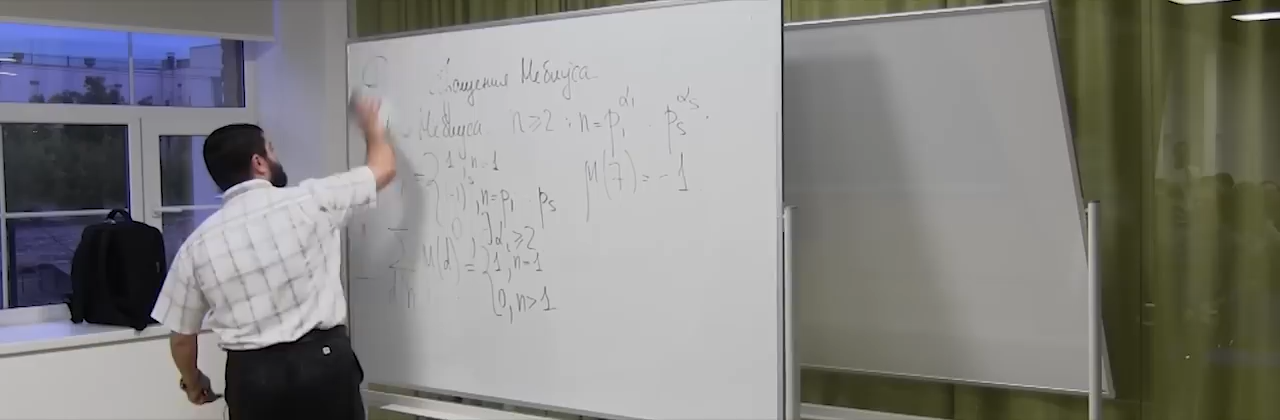 Мебиуса
Мебиуса n ≥ 2 : n = p₁^α₁ · pₛ^αₛ.
= { 1, n=1 μ(7) = -1
-1)^s, n=p₁ · pₛ
0, ∃αᵢ ≥ 2
Σ_{d|n} μ(d) = { 1, n=1
0, n>1